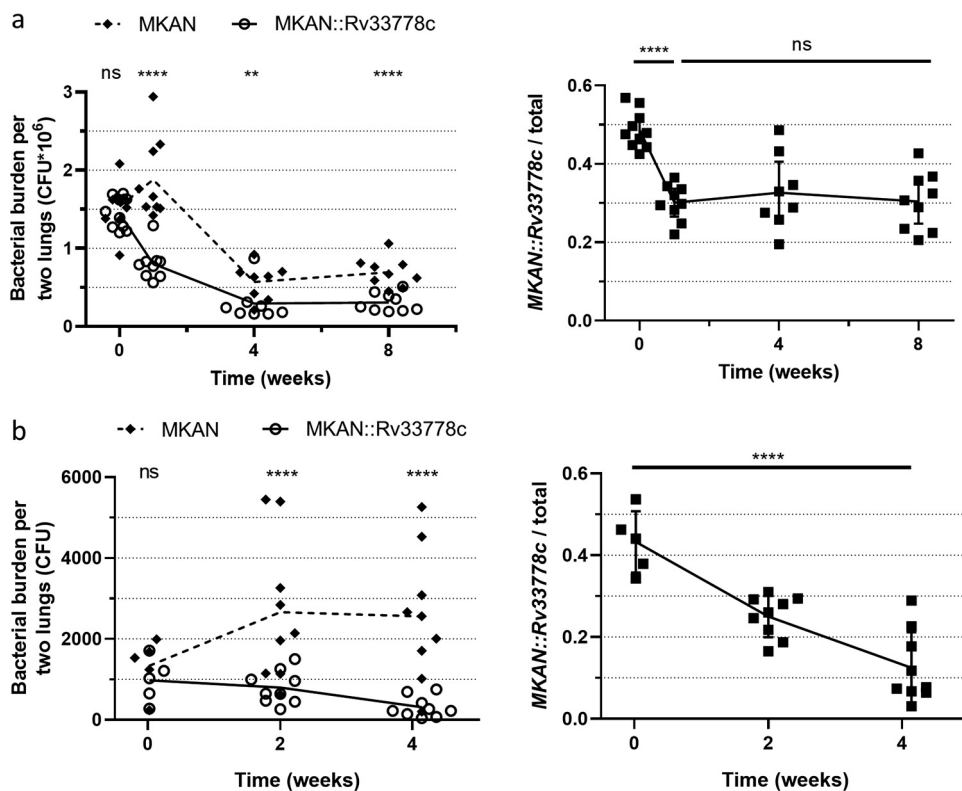 a
MKAN MKAN::Rv33778c
ns **** ** ****
Bacterial burden per
two lungs (CFU*10^6)
3
2
1
0
0 4 8
Time (weeks)
**** ns
MKAN::Rv33778c / total
0.6
0.4
0.2
0.0
0 4 8
Time (weeks)
b
MKAN MKAN::Rv33778c
ns **** ****
Bacterial burden per
two lungs (CFU)
6000
4000
2000
0
0 2 4
Time (weeks)
****
MKAN::Rv33778c / total
0.6
0.4
0.2
0.0
0 2 4
Time (weeks)